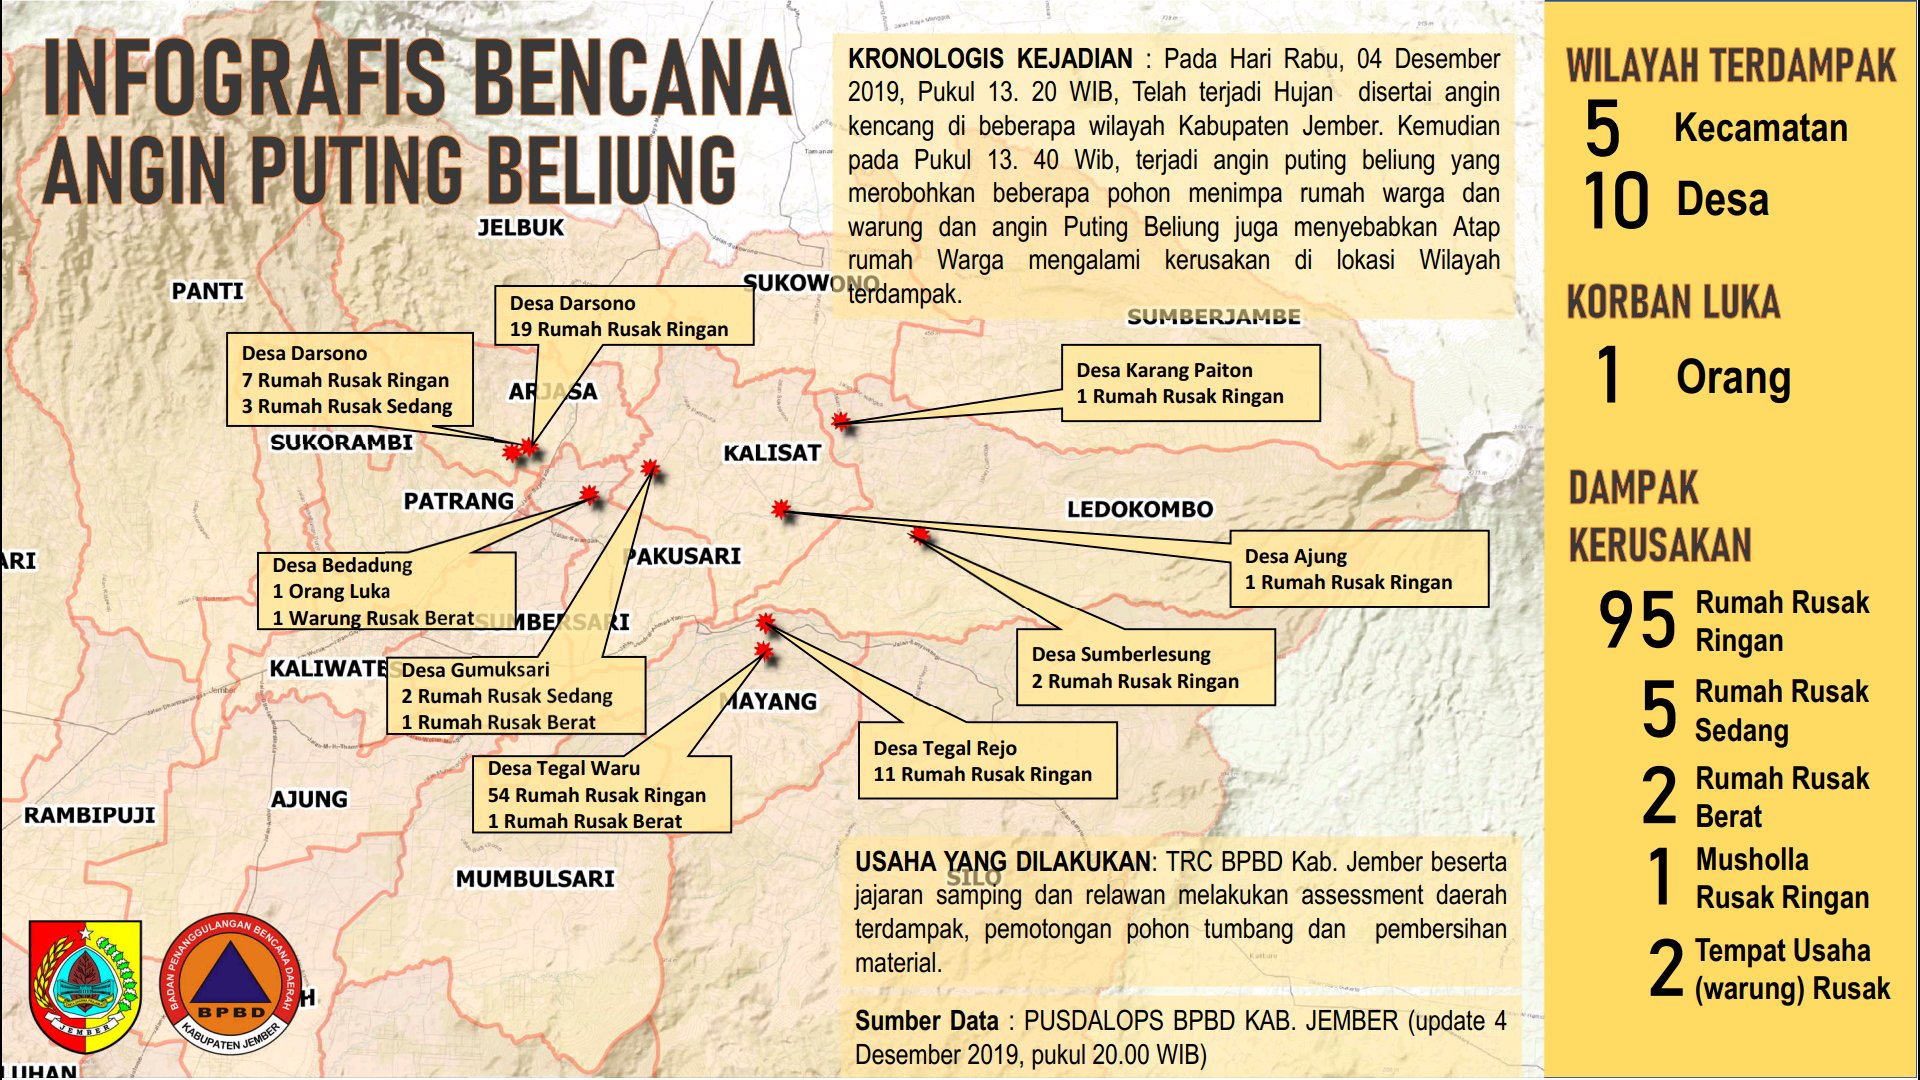 INFOGRAFIS BENCANA
ANGIN PUTING BELIUNG
KRONOLOGIS KEJADIAN : Pada Hari Rabu, 04 Desember
2019, Pukul 13. 20 WIB, Telah terjadi Hujan disertai angin
kencang di beberapa wilayah Kabupaten Jember. Kemudian
pada Pukul 13. 40 Wib, terjadi angin puting beliung yang
merobohkan beberapa pohon menimpa rumah warga dan
warung dan angin Puting Beliung juga menyebabkan Atap
rumah Warga mengalami kerusakan di lokasi Wilayah
terdampak.
JELBUK
PANTI
SUKOWONO
SUMBERJAMBE
Desa Darsono
19 Rumah Rusak Ringan
Desa Darsono
7 Rumah Rusak Ringan
3 Rumah Rusak Sedang
ARJASA
Desa Karang Paiton
1 Rumah Rusak Ringan
SUKORAMBI
KALISAT
PATRANG
LEDOKOMBO
PAKUSARI
ARI
Desa Bedadung
1 Orang Luka
1 Warung Rusak Berat
SUMBERSARI
Desa Ajung
1 Rumah Rusak Ringan
KALIWATES
Desa Gumuksari
2 Rumah Rusak Sedang
1 Rumah Rusak Berat
Desa Sumberlesung
2 Rumah Rusak Ringan
MAYANG
Desa Tegal Waru
54 Rumah Rusak Ringan
1 Rumah Rusak Berat
Desa Tegal Rejo
11 Rumah Rusak Ringan
AJUNG
RAMBIPUJI
MUMBULSARI
SILO
USAHA YANG DILAKUKAN: TRC BPBD Kab. Jember beserta
jajaran samping dan relawan melakukan assessment daerah
terdampak, pemotongan pohon tumbang dan pembersihan
material.
Sumber Data : PUSDALOPS BPBD KAB. JEMBER (update 4
Desember 2019, pukul 20.00 WIB)
JEMBER
BADAN PENANGGULANGAN BENCANA DAERAH
BPBD
KABUPATEN JEMBER
H
LUHAN
WILAYAH TERDAMPAK
5 Kecamatan
10 Desa
KORBAN LUKA
1 Orang
DAMPAK
KERUSAKAN
95 Rumah Rusak
Ringan
5 Rumah Rusak
Sedang
2 Rumah Rusak
Berat
1 Musholla
Rusak Ringan
2 Tempat Usaha
(warung) Rusak